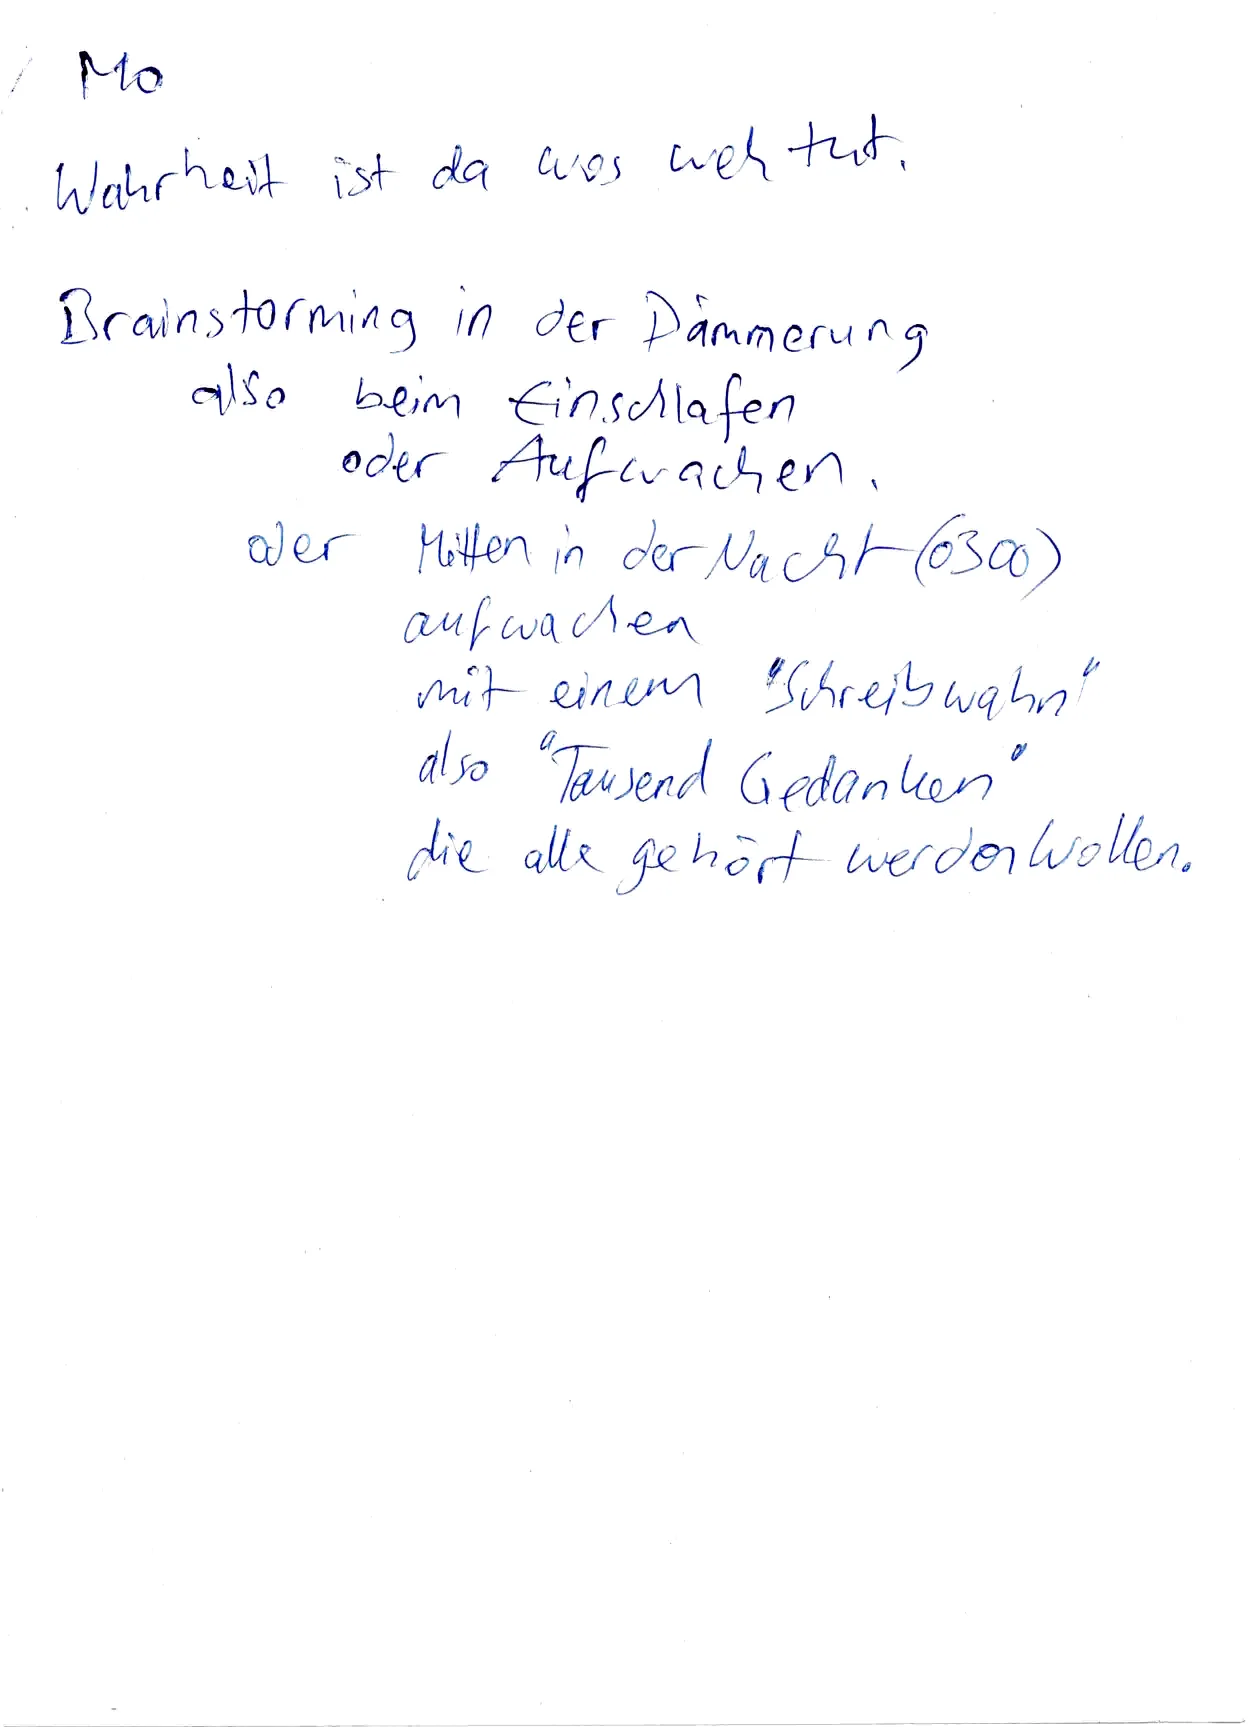 Mo
Wahrheit ist da wos weh tut.
Brainstorming in der Dämmerung
also beim Einschlafen
oder Aufwachen.
oder Mitten in der Nacht (0300)
aufwachen
mit einem "Schreibwahn"
also "Tausend Gedanken"
die alle gehört werden wollen.